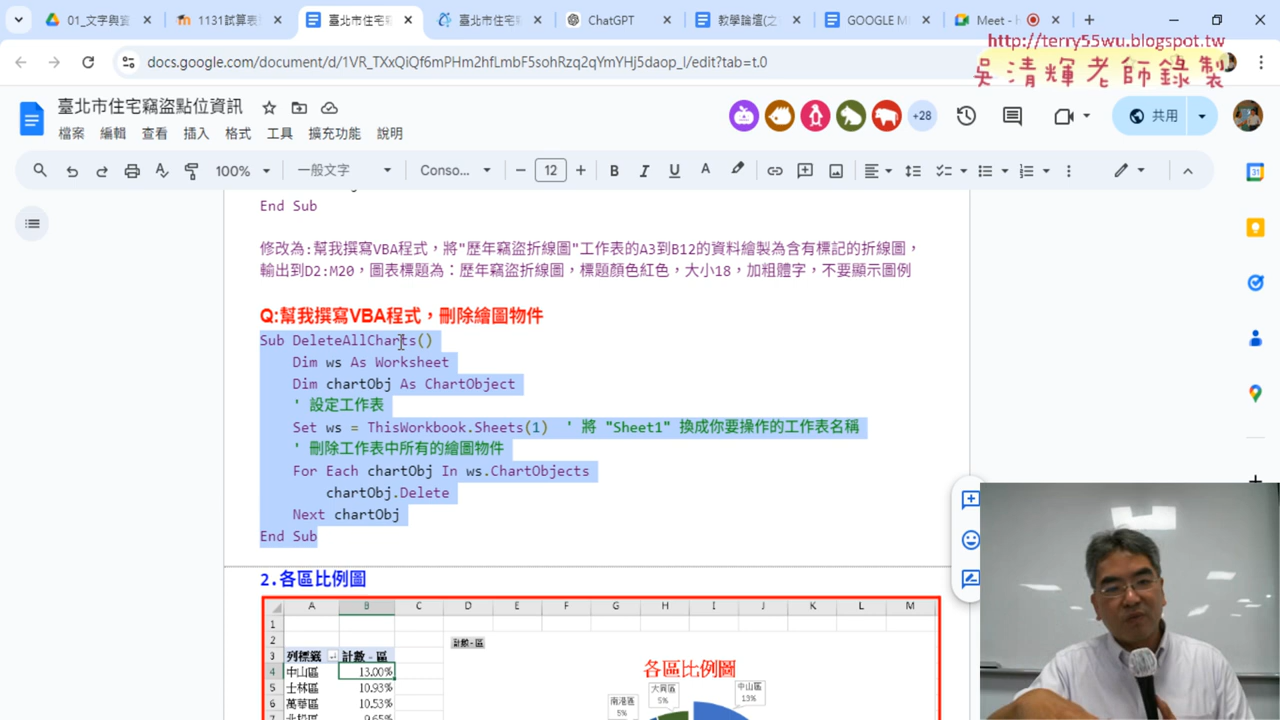 01_文字與資
1131試算表
臺北市住宅竊
臺北市住宅
ChatGPT
教學論壇(之
GOOGLE M
Meet -
http://terry55wu.blogspot.tw
docs.google.com/document/d/1VR_TXxQiQf6mPHm2hfLmbF5sohRzq2qYmYHj5daop_I/edit?tab=t.0
吳清輝老師錄製
臺北市住宅竊盜點位資訊
+28
共用
檔案 編輯 查看 插入 格式 工具 擴充功能 說明
100% 一般文字 Conso... 12 B I U A
End Sub
修改為:幫我撰寫VBA程式，將"歷年竊盜折線圖"工作表的A3到B12的資料繪製為含有標記的折線圖，
輸出到D2:M20，圖表標題為：歷年竊盜折線圖，標題顏色紅色，大小18，加粗體字，不要顯示圖例
Q:幫我撰寫VBA程式，刪除繪圖物件
Sub DeleteAllCharts()
Dim ws As Worksheet
Dim chartObj As ChartObject
' 設定工作表
Set ws = ThisWorkbook.Sheets(1) ' 將 "Sheet1" 換成你要操作的工作表名稱
' 刪除工作表中所有的繪圖物件
For Each chartObj In ws.ChartObjects
chartObj.Delete
Next chartObj
End Sub
2.各區比例圖
A B C D E F G H I J K L M
1
2 計數 - 區
3 列標籤 計數 - 區 各區比例圖
4 中山區 13.00%
5 士林區 10.93%
6 萬華區 10.53%
南港區
5%
大同區
5%
中山區
13%